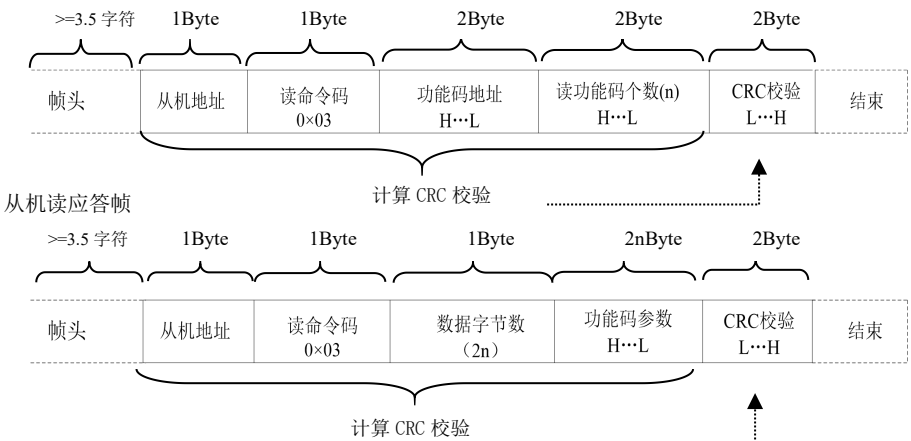 >=3.5 字符 1Byte 1Byte 2Byte 2Byte 2Byte
帧头 从机地址 读命令码 功能码地址 读功能码个数(n) CRC校验 结束
0×03 H…L H…L L…H
计算 CRC 校验
从机读应答帧
>=3.5 字符 1Byte 1Byte 1Byte 2nByte 2Byte
帧头 从机地址 读命令码 数据字节数 功能码参数 CRC校验 结束
0×03 （2n） H…L L…H
计算 CRC 校验